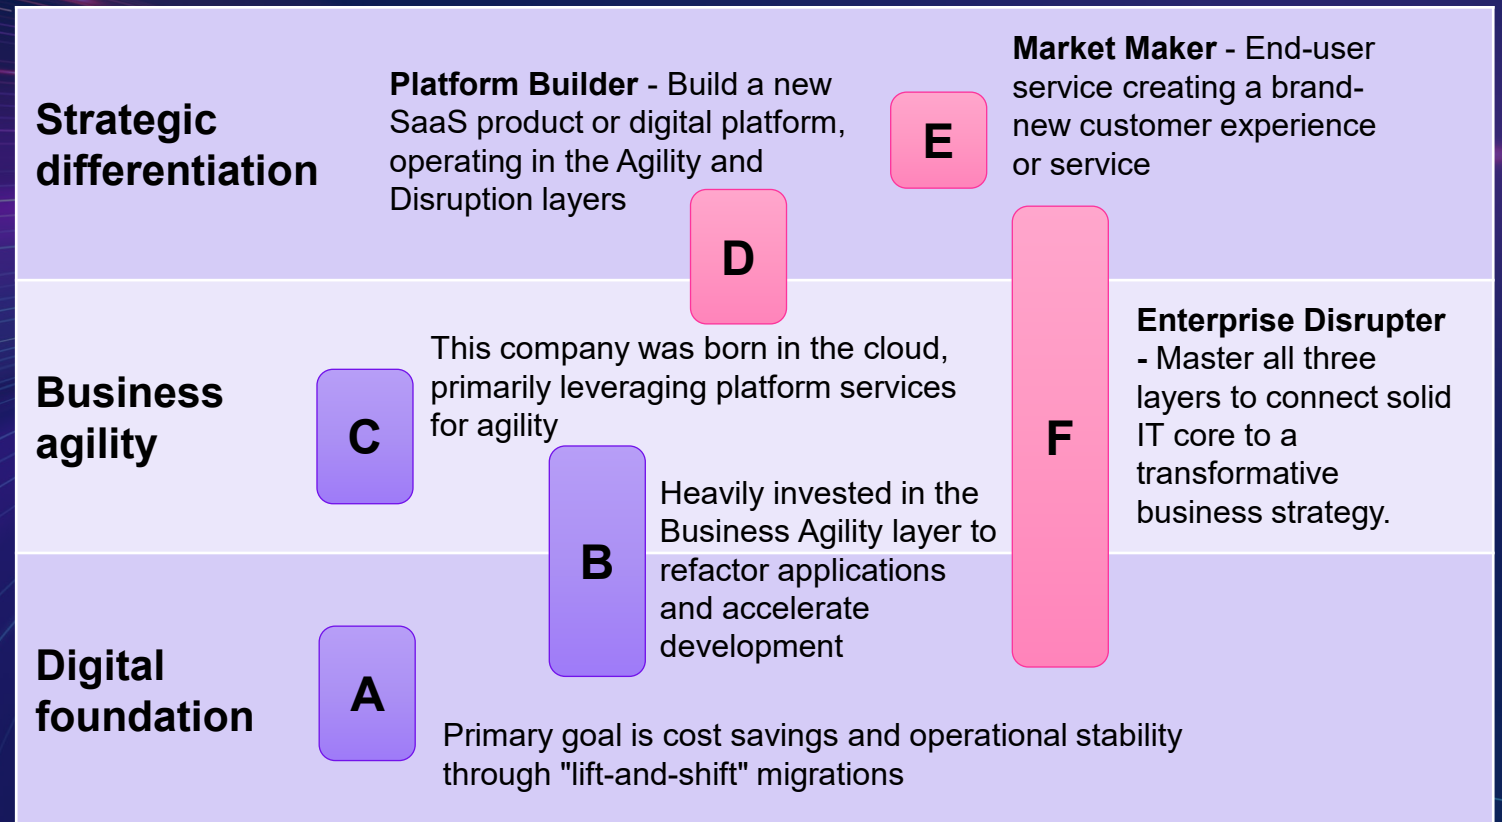 Strategic
differentiation
Platform Builder - Build a new
SaaS product or digital platform,
operating in the Agility and
Disruption layers
D
E
Market Maker - End-user
service creating a brand-
new customer experience
or service
Business
agility
C
This company was born in the cloud,
primarily leveraging platform services
for agility
B
Heavily invested in the
Business Agility layer to
refactor applications
and accelerate
development
F
Enterprise Disrupter
- Master all three
layers to connect solid
IT core to a
transformative
business strategy.
Digital
foundation
A
Primary goal is cost savings and operational stability
through "lift-and-shift" migrations